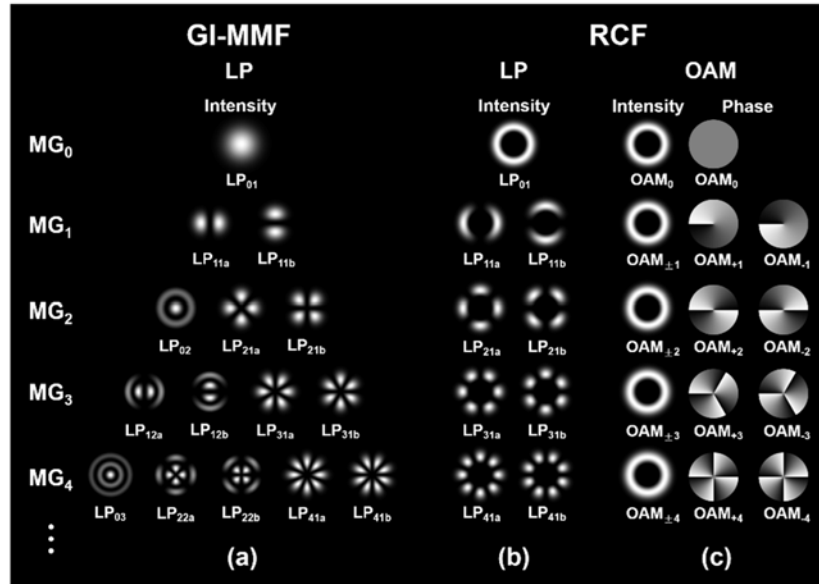 GI-MMF RCF
LP LP OAM
Intensity Intensity Intensity Phase
MG₀
LP₀₁ LP₀₁ OAM₀ OAM₀
MG₁
LP₁₁ₐ LP₁₁b LP₁₁ₐ LP₁₁b OAM±₁ OAM₊₁ OAM₋₁
MG₂
LP₀₂ LP₂₁ₐ LP₂₁b LP₂₁ₐ LP₂₁b OAM±₂ OAM₊₂ OAM₋₂
MG₃
LP₁₂ₐ LP₁₂b LP₃₁ₐ LP₃₁b LP₃₁ₐ LP₃₁b OAM±₃ OAM₊₃ OAM₋₃
MG₄
LP₀₃ LP₂₂ₐ LP₂₂b LP₄₁ₐ LP₄₁b LP₄₁ₐ LP₄₁b OAM±₄ OAM₊₄ OAM₋₄
⋮ (a) (b) (c)